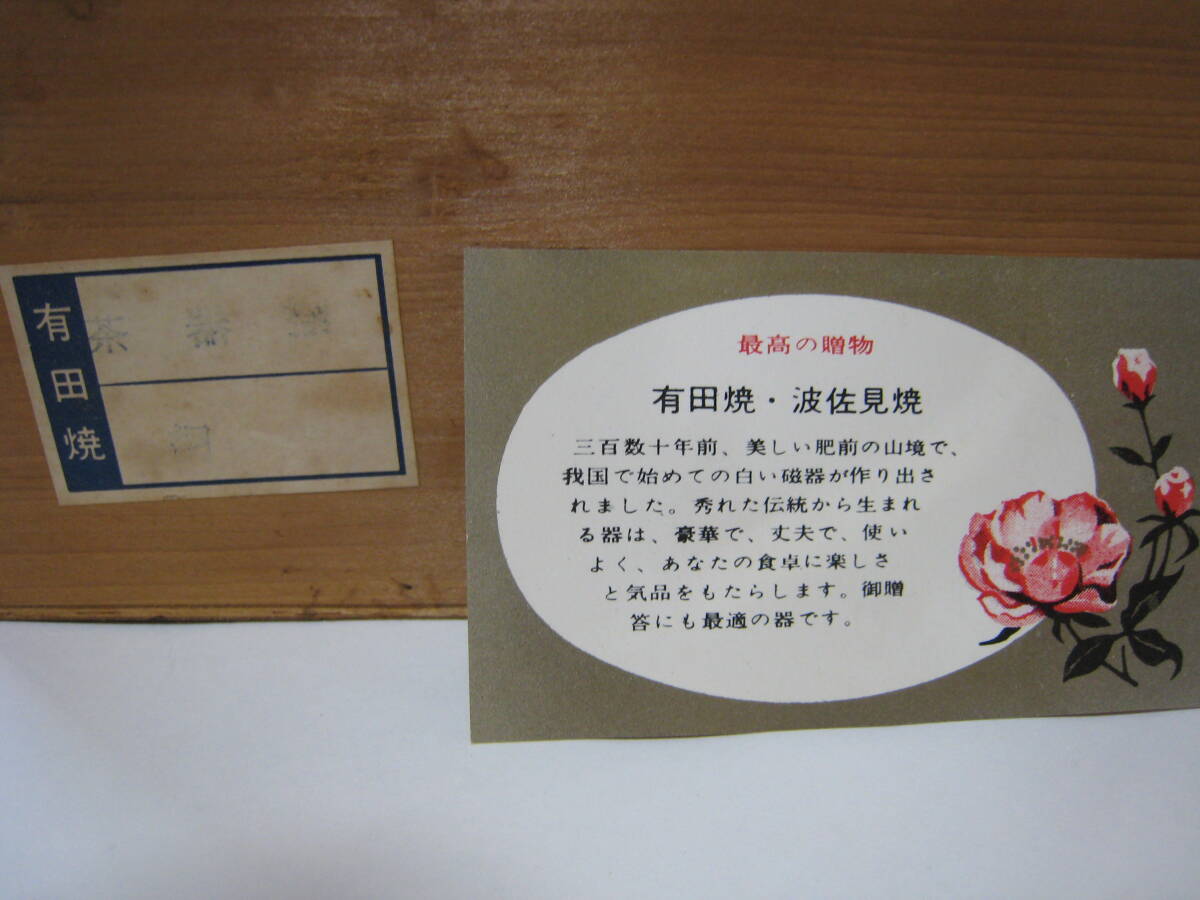 有田焼
茶器揃
最高の贈物
有田焼・波佐見焼
三百数十年前、美しい肥前の山境で、
我国で始めての白い磁器が作り出さ
れました。秀れた伝統から生まれ
る器は、豪華で、丈夫で、使い
よく、あなたの食卓に楽しさ
と気品をもたらします。御贈
答にも最適の器です。